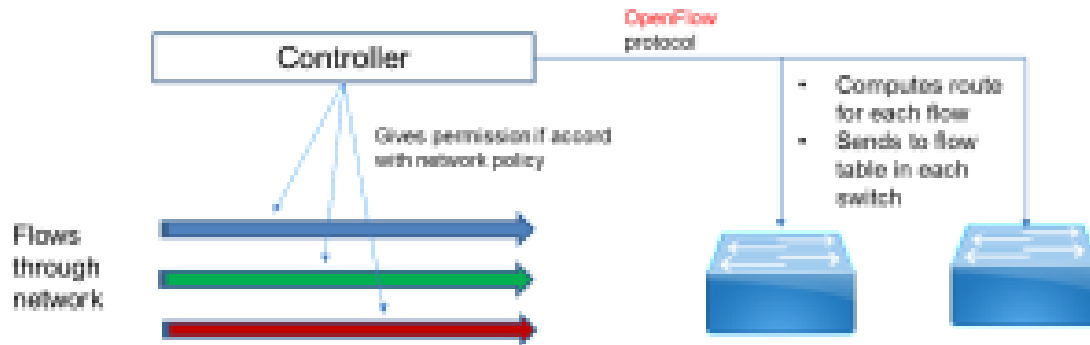 OpenFlow
protocol
Controller
• Computes route
for each flow
• Sends to flow
table in each
switch
Gives permission if accord
with network policy
Flows
through
network